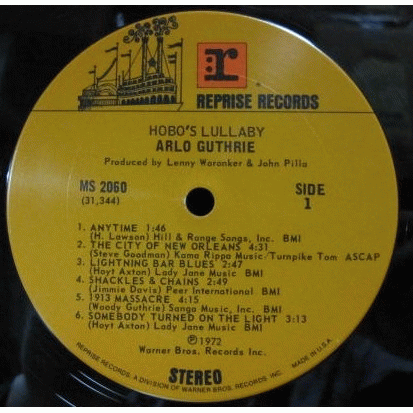 r
REPRISE RECORDS
HOBO'S LULLABY
ARLO GUTHRIE
Produced by Lenny Waronker & John Pilla
MS 2060
(31,344)
SIDE
1
1. ANYTIME 1:46
(H. Lawson) Hill & Range Songs, Inc. BMI
2. THE CITY OF NEW ORLEANS 4:31
(Steve Goodman) Kama Rippa Music/Turnpike Tom ASCAP
3. LIGHTNING BAR BLUES 2:47
(Hoyt Axton) Lady Jane Music BMI
4. SHACKLES & CHAINS 2:49
(Jimmie Davis) Peer International BMI
5. 1913 MASSACRE 4:15
(Woody Guthrie) Sanga Music, Inc. BMI
6. SOMEBODY TURNED ON THE LIGHT 3:13
(Hoyt Axton) Lady Jane Music BMI
℗ 1972
Warner Bros. Records Inc.
STEREO
REPRISE RECORDS, A DIVISION OF WARNER BROS. RECORDS INC. MADE IN U.S.A.